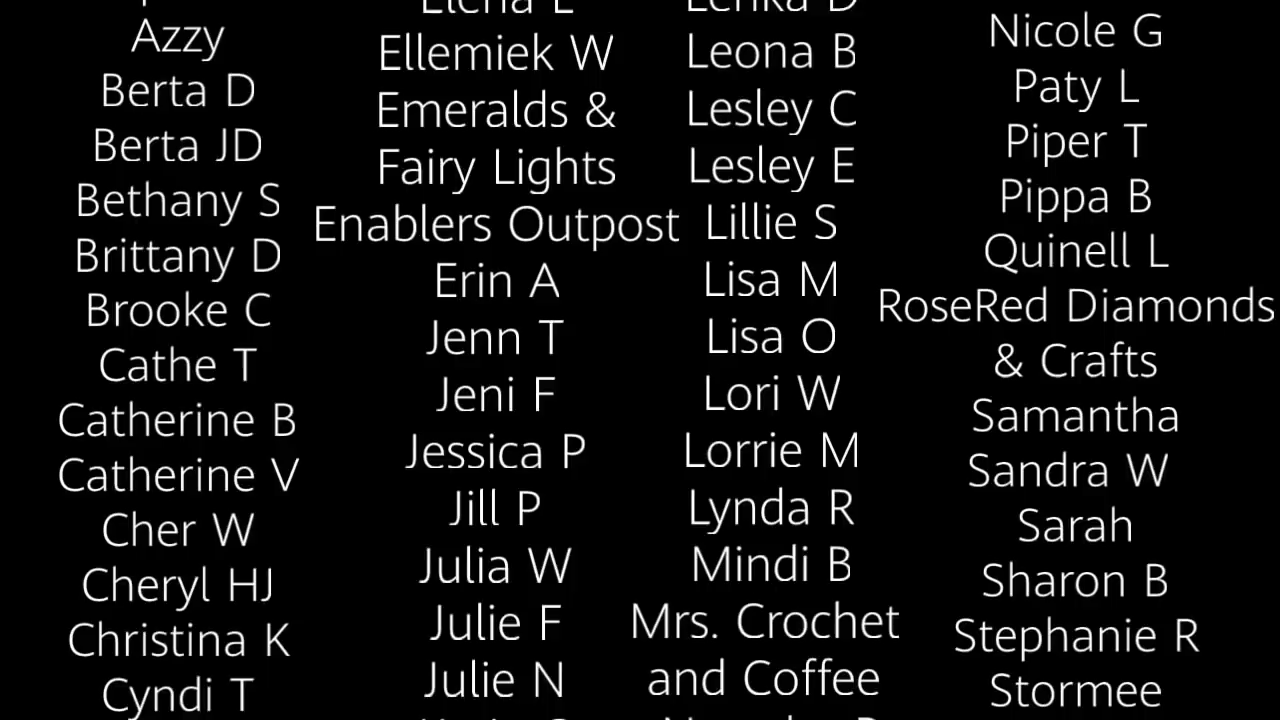 Azzy
Berta D
Berta JD
Bethany S
Brittany D
Brooke C
Cathe T
Catherine B
Catherine V
Cher W
Cheryl HJ
Christina K
Cyndi T
Elena E
Ellemiek W
Emeralds &
Fairy Lights
Enablers Outpost
Erin A
Jenn T
Jeni F
Jessica P
Jill P
Julia W
Julie F
Julie N
Lenka D
Leona B
Lesley C
Lesley E
Lillie S
Lisa M
Lisa O
Lori W
Lorrie M
Lynda R
Mindi B
Mrs. Crochet
and Coffee
Nicole G
Paty L
Piper T
Pippa B
Quinell L
RoseRed Diamonds
& Crafts
Samantha
Sandra W
Sarah
Sharon B
Stephanie R
Stormee